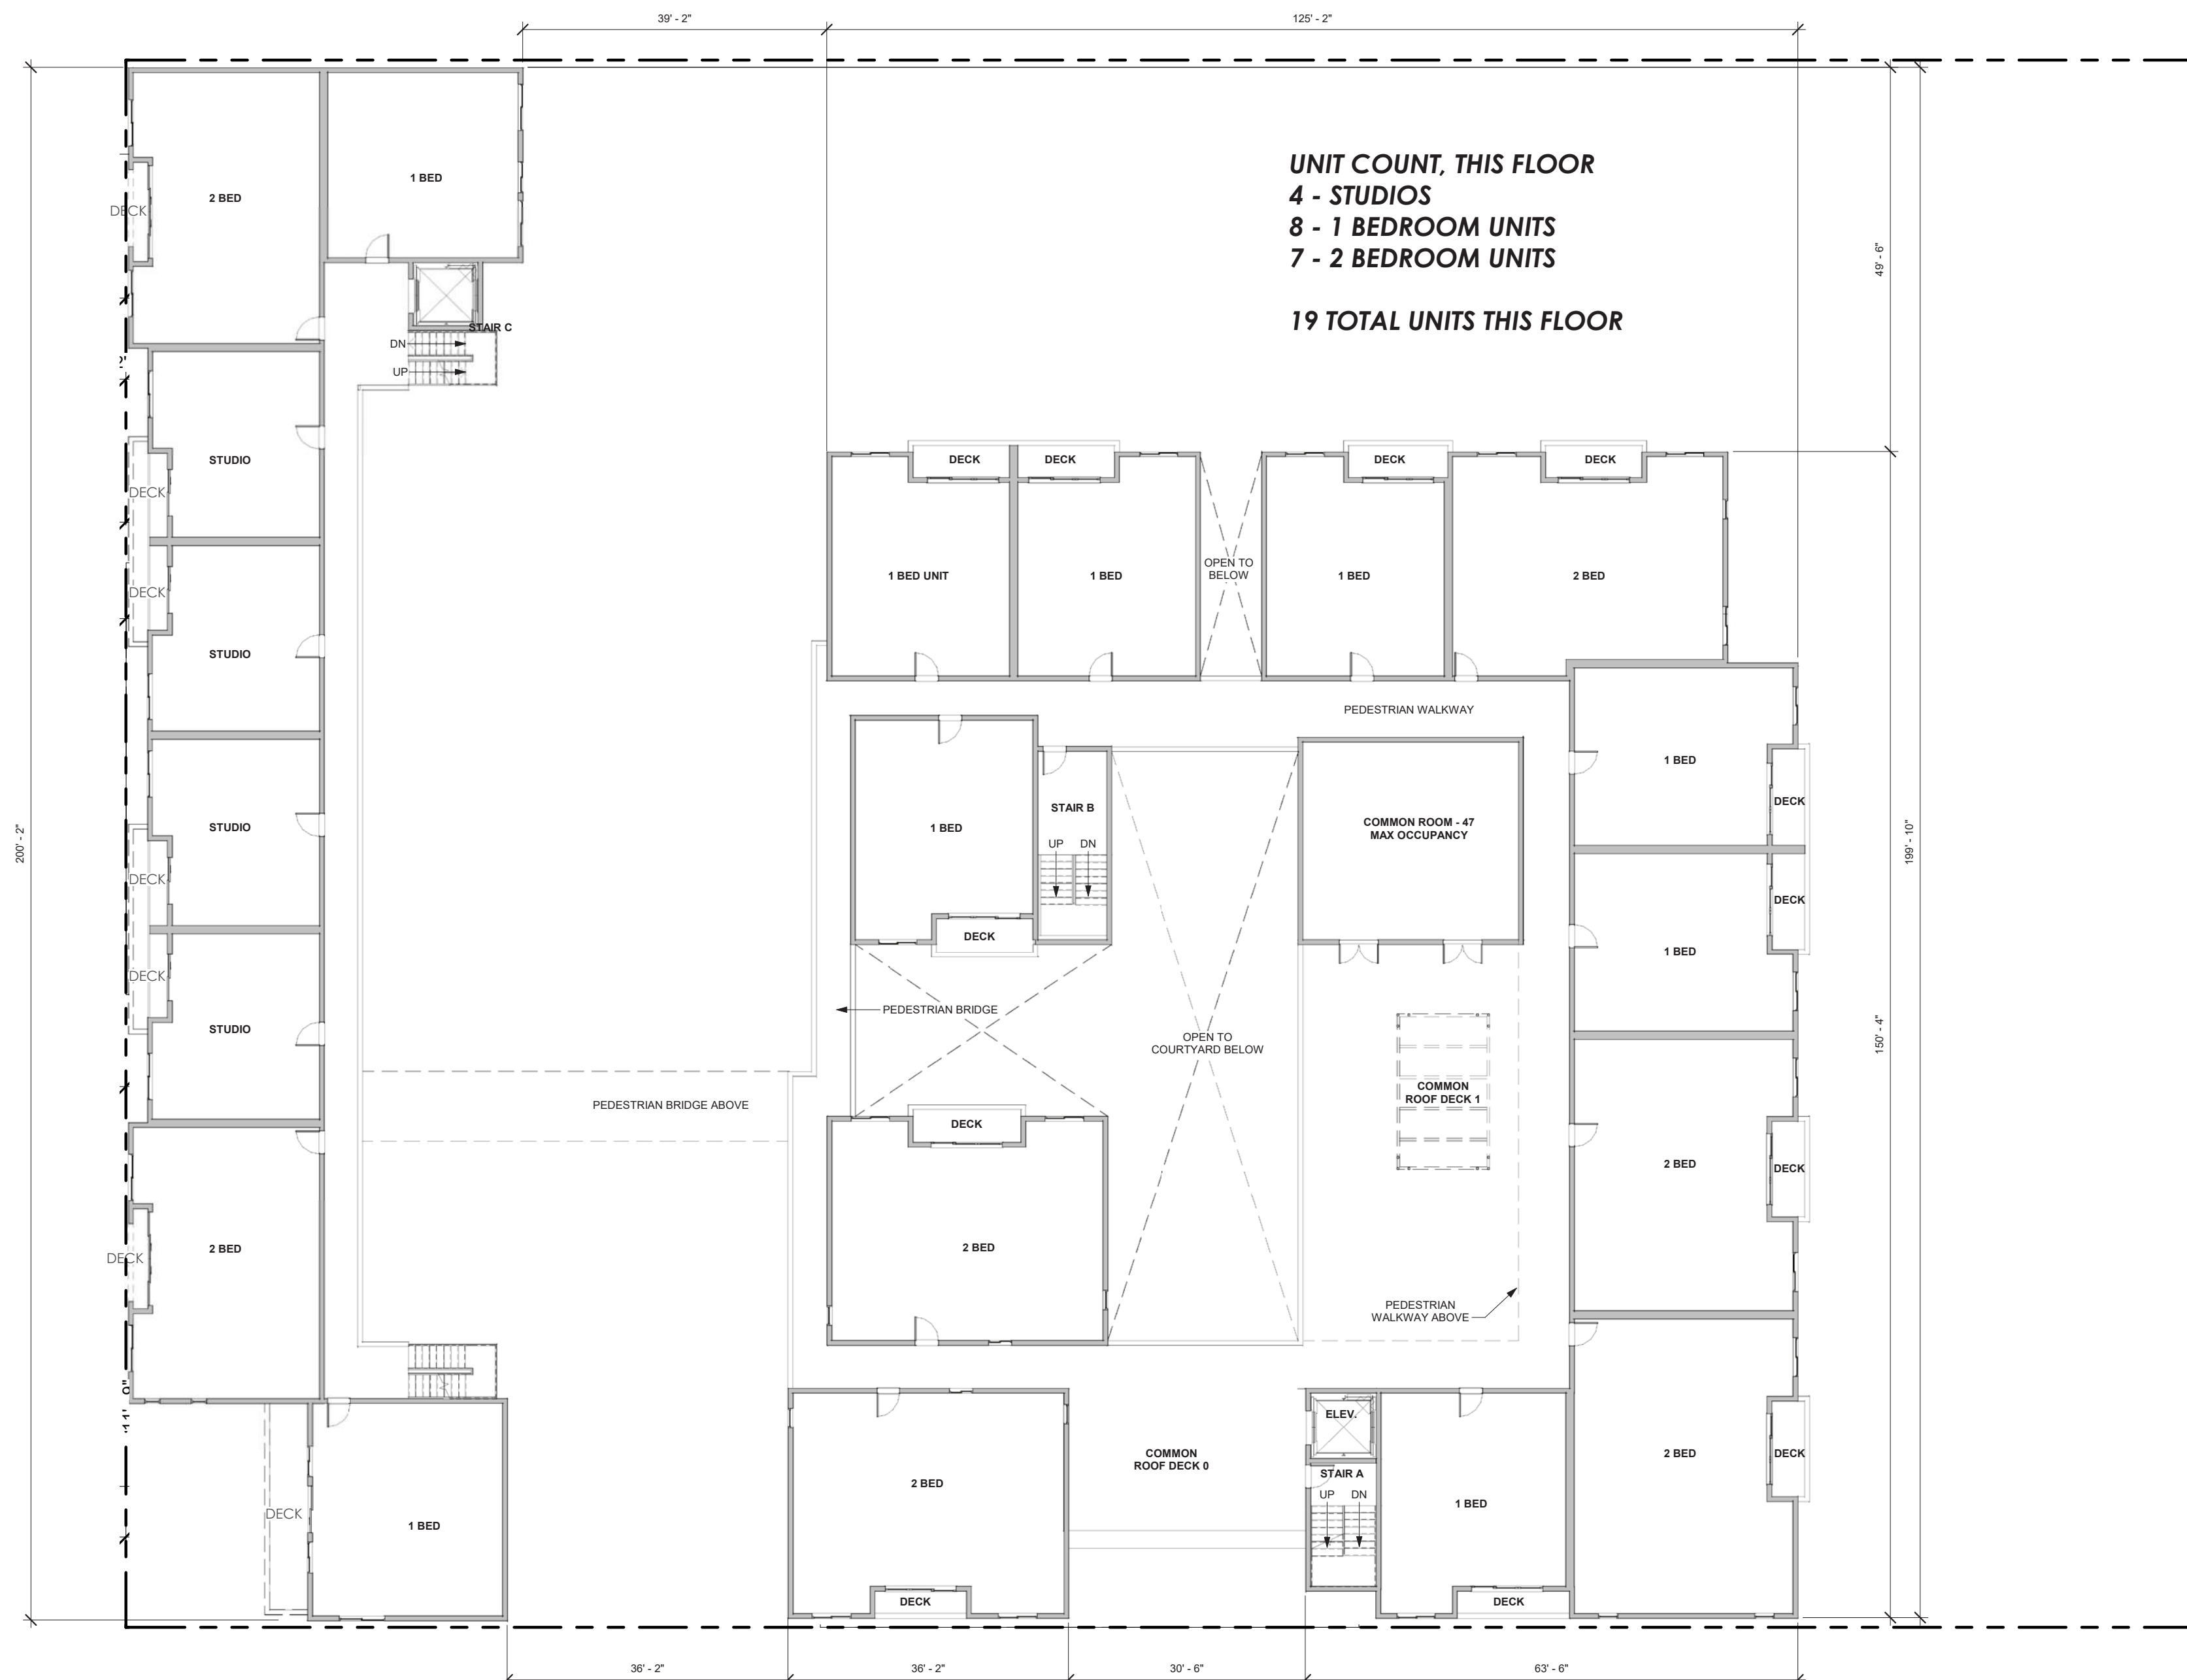 39' - 2"
125' - 2"
UNIT COUNT, THIS FLOOR
4 - STUDIOS
8 - 1 BEDROOM UNITS
7 - 2 BEDROOM UNITS
19 TOTAL UNITS THIS FLOOR
1 BED
2 BED
DECK
49' - 6"
STAIR C
DN
UP
STUDIO
DECK
DECK
DECK
DECK
DECK
1 BED UNIT
1 BED
OPEN TO
BELOW
1 BED
2 BED
STUDIO
DECK
STUDIO
PEDESTRIAN WALKWAY
1 BED
DECK
STAIR B
1 BED
COMMON ROOM - 47
MAX OCCUPANCY
STUDIO
UP
DN
200' - 2"
199' - 10"
DECK
DECK
DECK
1 BED
DECK
STUDIO
PEDESTRIAN BRIDGE
OPEN TO
COURTYARD BELOW
150' - 4"
COMMON
ROOF DECK 1
PEDESTRIAN BRIDGE ABOVE
DECK
2 BED
DECK
2 BED
DECK
2 BED
PEDESTRIAN
WALKWAY ABOVE
11' 9"
ELEV.
COMMON
ROOF DECK 0
2 BED
DECK
STAIR A
2 BED
UP
DN
1 BED
DECK
1 BED
DECK
DECK
36' - 2"
36' - 2"
30' - 6"
63' - 6"